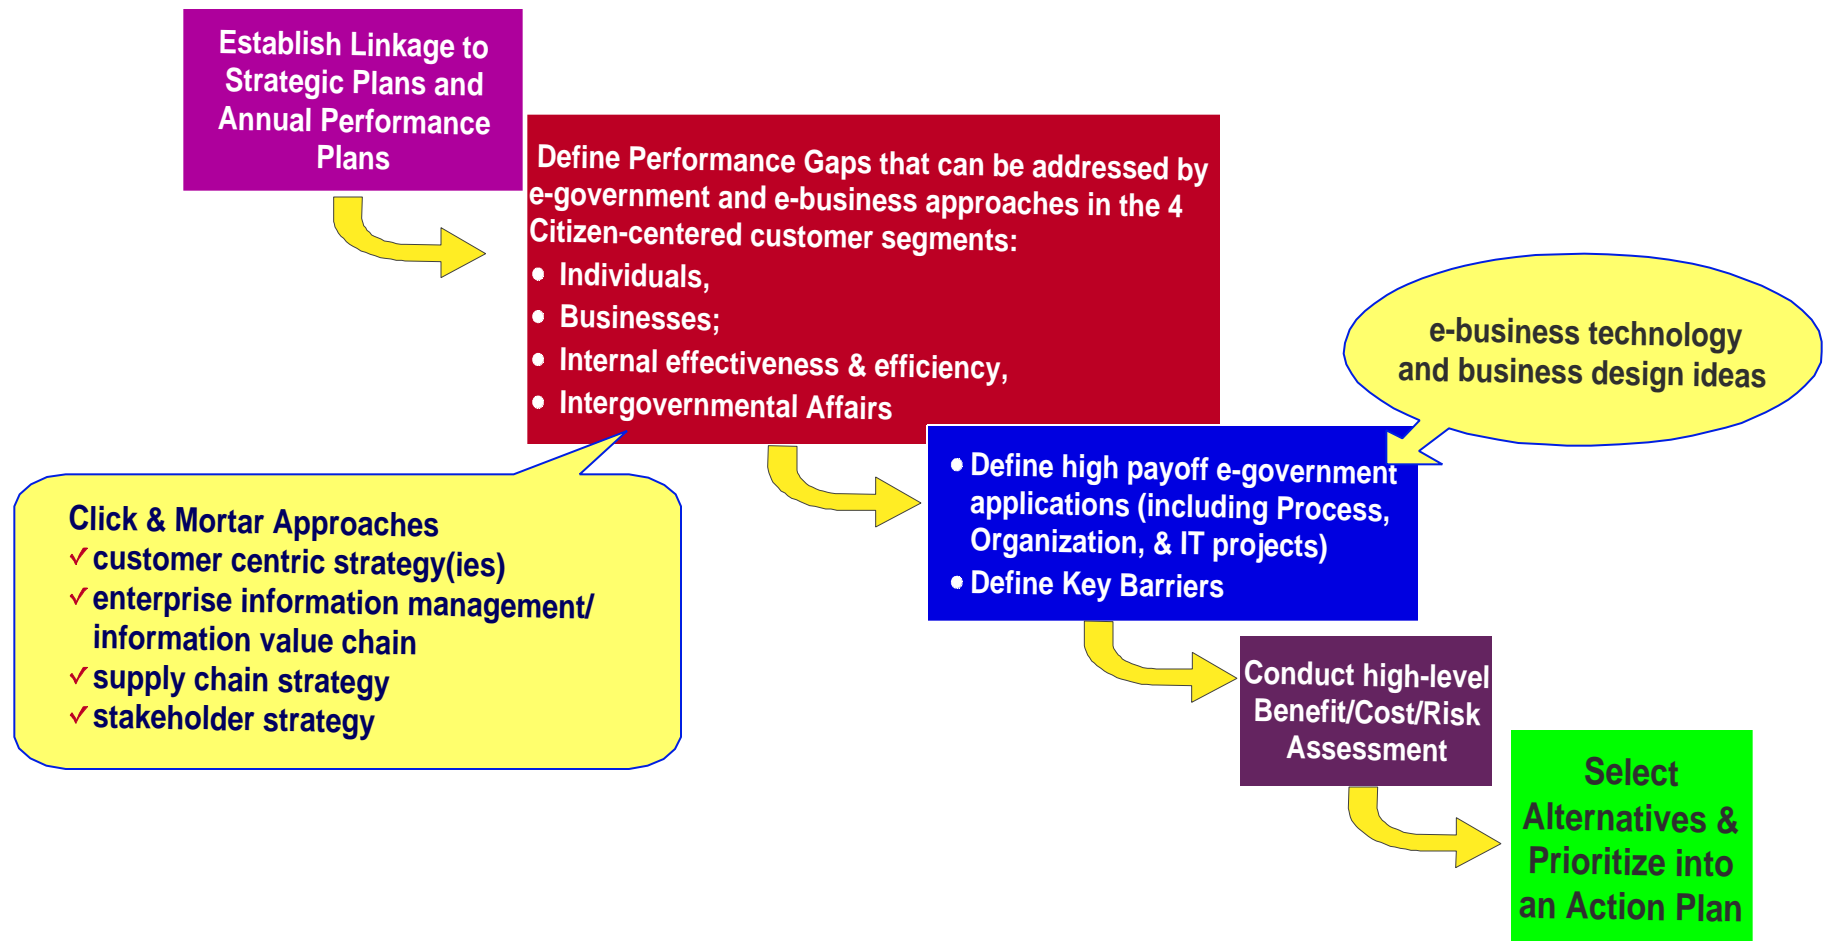 Establish Linkage to
Strategic Plans and
Annual Performance
Plans
Define Performance Gaps that can be addressed by
e-government and e-business approaches in the 4
Citizen-centered customer segments:
• Individuals,
• Businesses;
• Internal effectiveness & efficiency,
• Intergovernmental Affairs
e-business technology
and business design ideas
Click & Mortar Approaches
✓ customer centric strategy(ies)
✓ enterprise information management/
information value chain
✓ supply chain strategy
✓ stakeholder strategy
• Define high payoff e-government
applications (including Process,
Organization, & IT projects)
• Define Key Barriers
Conduct high-level
Benefit/Cost/Risk
Assessment
Select
Alternatives &
Prioritize into
an Action Plan